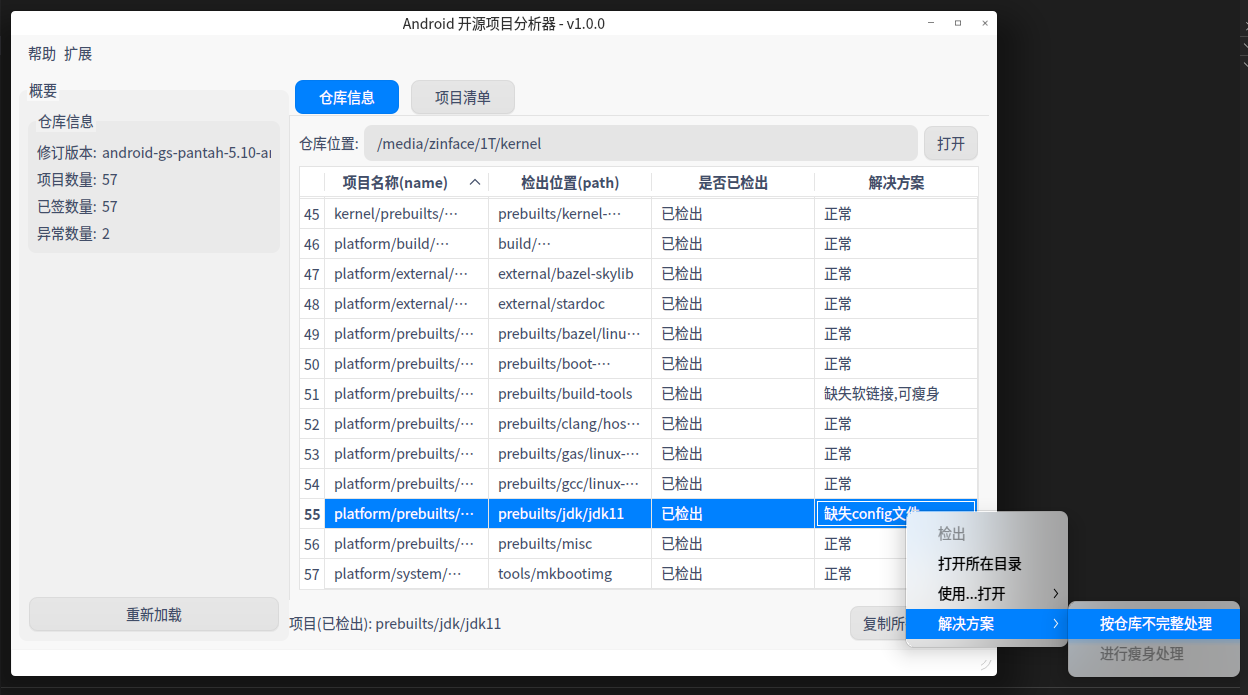 Android 开源项目分析器 - v1.0.0
帮助 扩展
概要
仓库信息
修订版本: android-gs-pantah-5.10-ar
项目数量: 57
已签数量: 57
异常数量: 2
重新加载
仓库信息 项目清单
仓库位置: /media/zinface/1T/kernel 打开
项目名称(name) 检出位置(path) 是否已检出 解决方案
45 kernel/prebuilts/··· prebuilts/kernel-··· 已检出 正常
46 platform/build/··· build/··· 已检出 正常
47 platform/external/··· external/bazel-skylib 已检出 正常
48 platform/external/··· external/stardoc 已检出 正常
49 platform/prebuilts/··· prebuilts/bazel/linu··· 已检出 正常
50 platform/prebuilts/··· prebuilts/boot-··· 已检出 正常
51 platform/prebuilts/··· prebuilts/build-tools 已检出 缺失软链接,可瘦身
52 platform/prebuilts/··· prebuilts/clang/hos··· 已检出 正常
53 platform/prebuilts/··· prebuilts/gas/linux-··· 已检出 正常
54 platform/prebuilts/··· prebuilts/gcc/linux-··· 已检出 正常
55 platform/prebuilts/··· prebuilts/jdk/jdk11 已检出 缺失config文件
56 platform/prebuilts/··· prebuilts/misc 已检出 正常
57 platform/system/··· tools/mkbootimg 已检出 正常
项目(已检出): prebuilts/jdk/jdk11 复制所
检出
打开所在目录
使用...打开
解决方案
按仓库不完整处理
进行瘦身处理